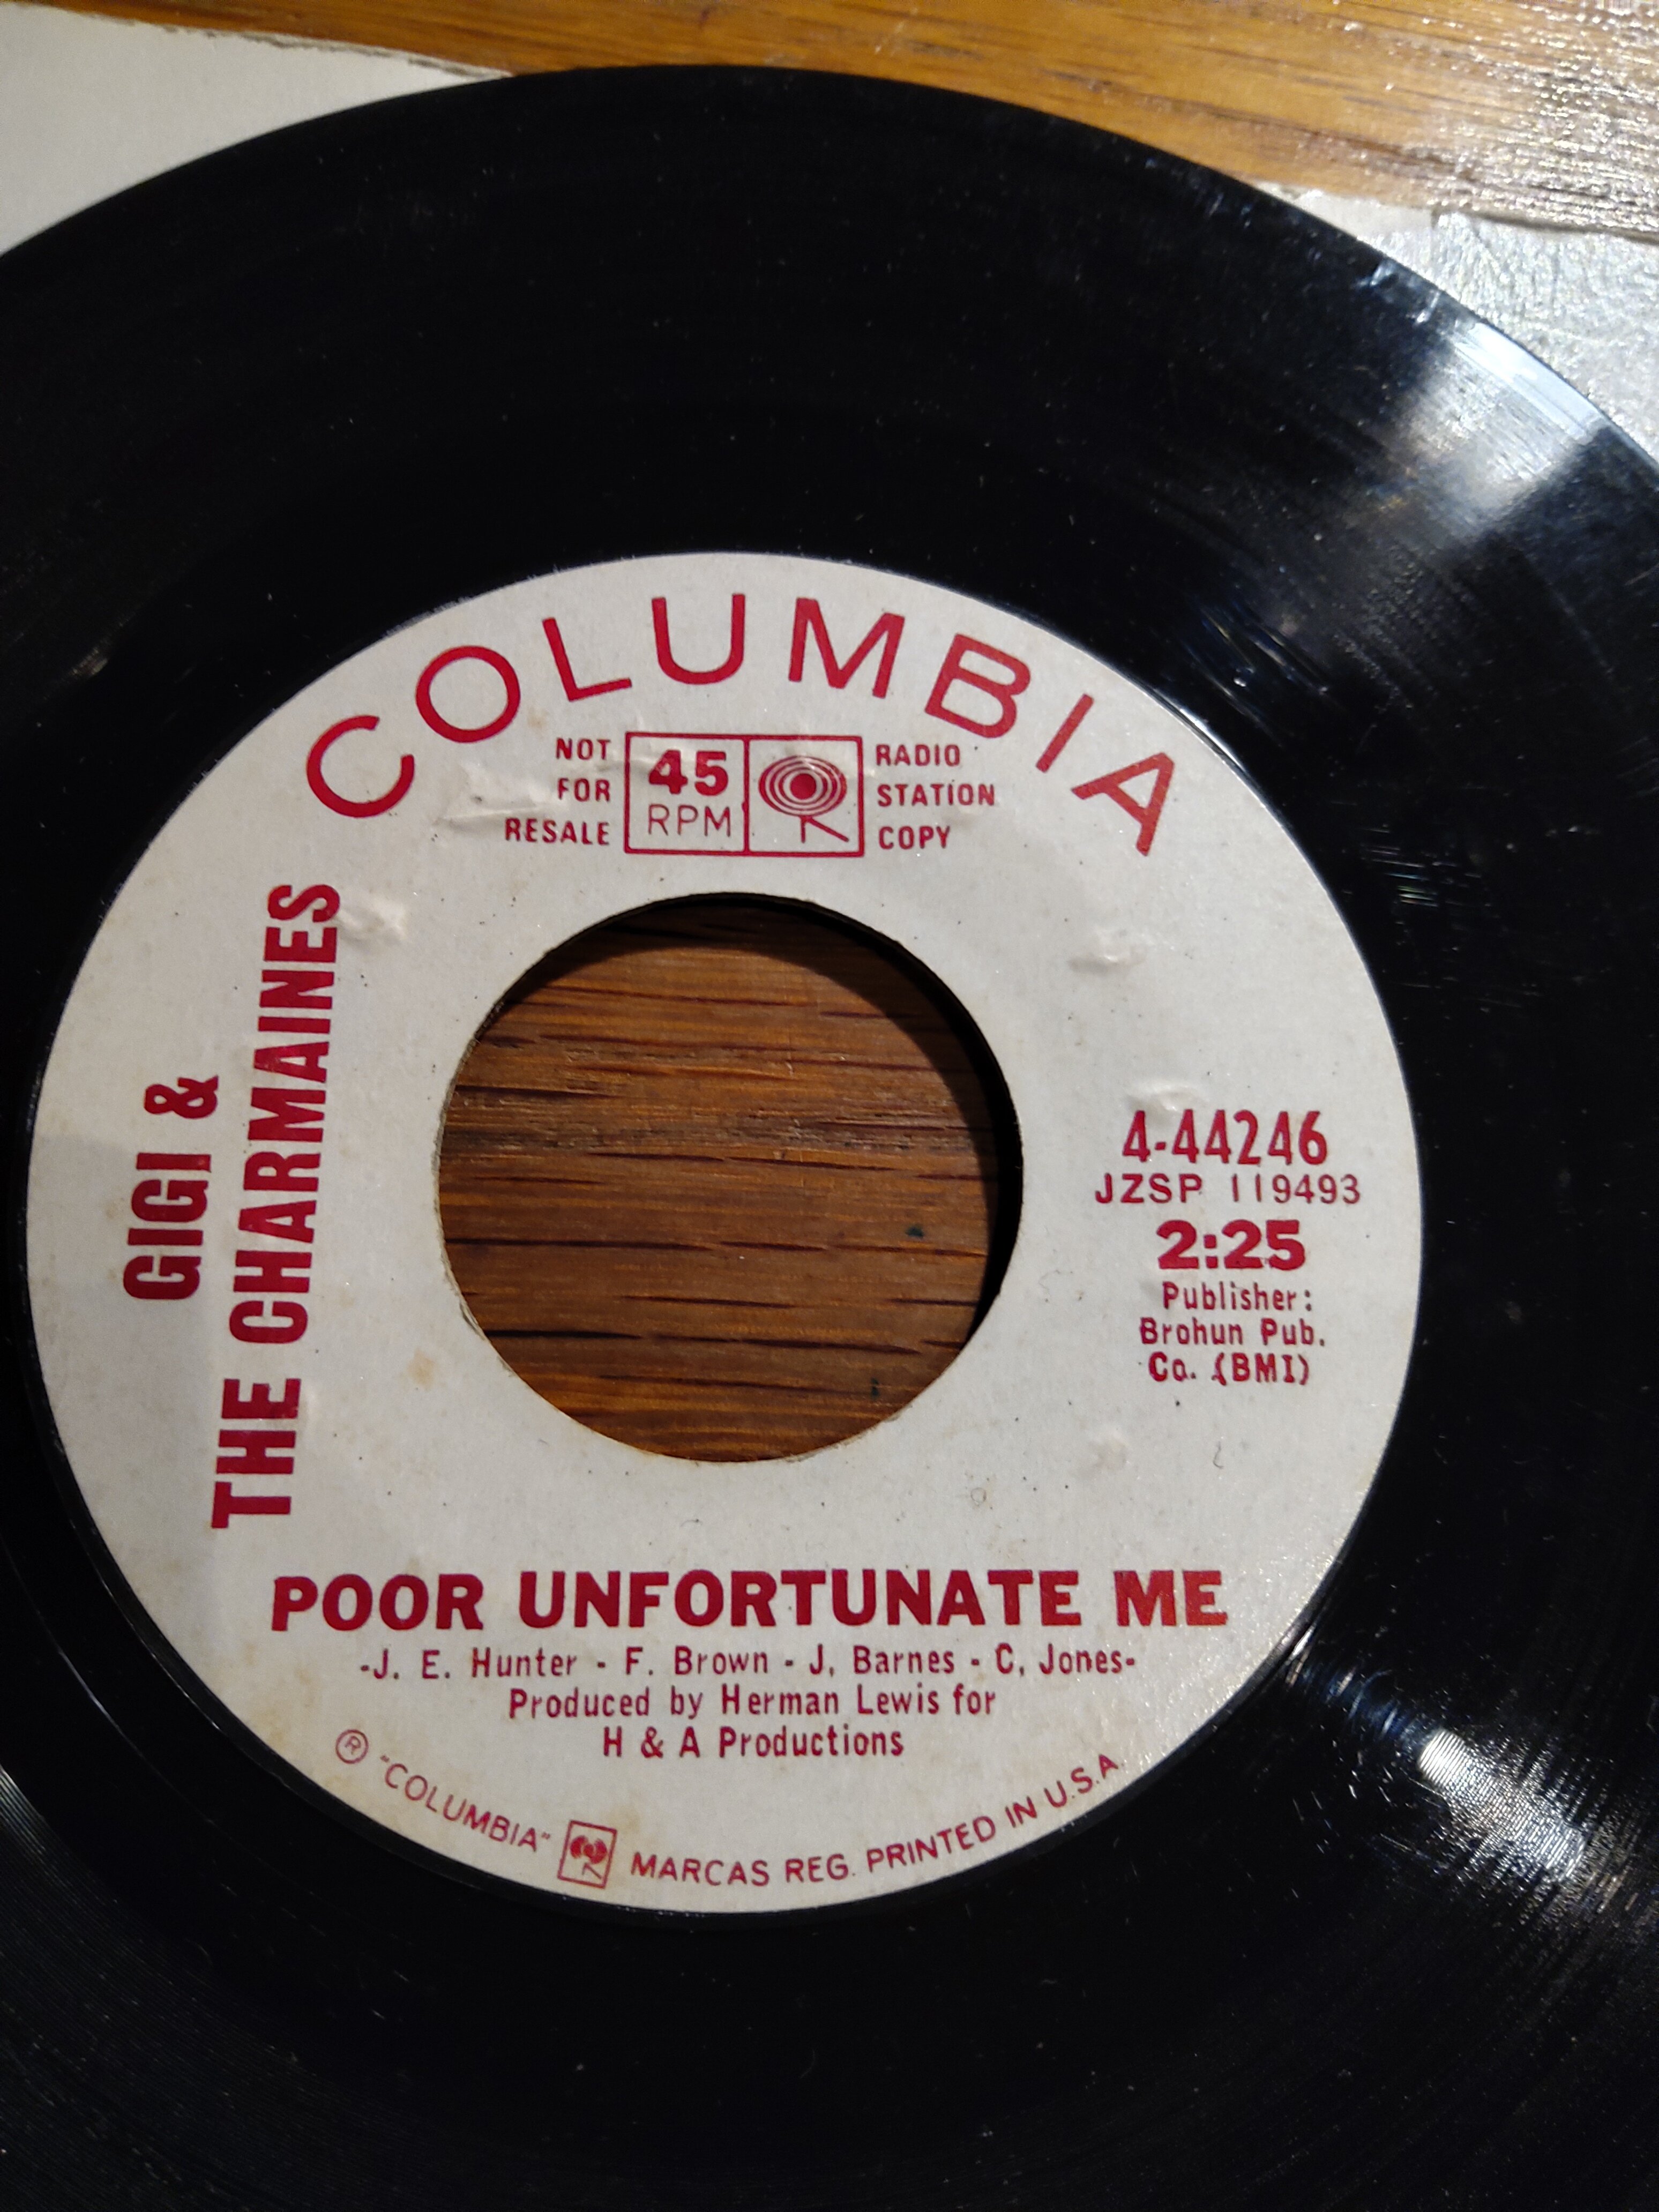 COLUMBIA
NOT
FOR
RESALE
45
RPM
RADIO
STATION
COPY
GIGI &
THE CHARMAINES
4-44246
JZSP 119493
2:25
Publisher:
Brohun Pub.
Co. (BMI)
POOR UNFORTUNATE ME
-J. E. Hunter - F. Brown - J. Barnes - C. Jones-
Produced by Herman Lewis for
H & A Productions
® "COLUMBIA" MARCAS REG. PRINTED IN U.S.A.